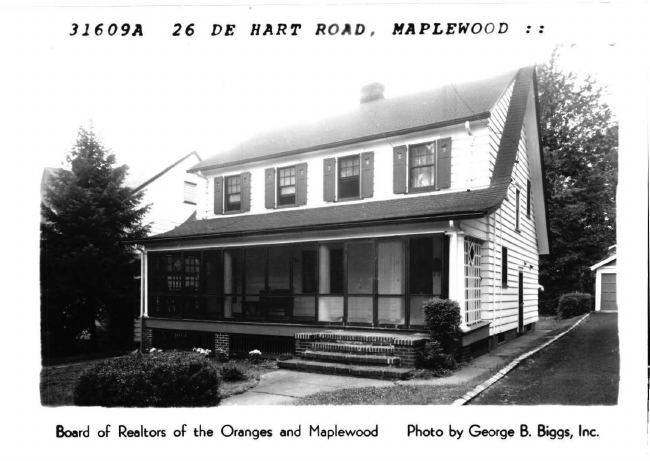 31609A 26 DE HART ROAD, MAPLEWOOD ::
Board of Realtors of the Oranges and Maplewood Photo by George B. Biggs, Inc.